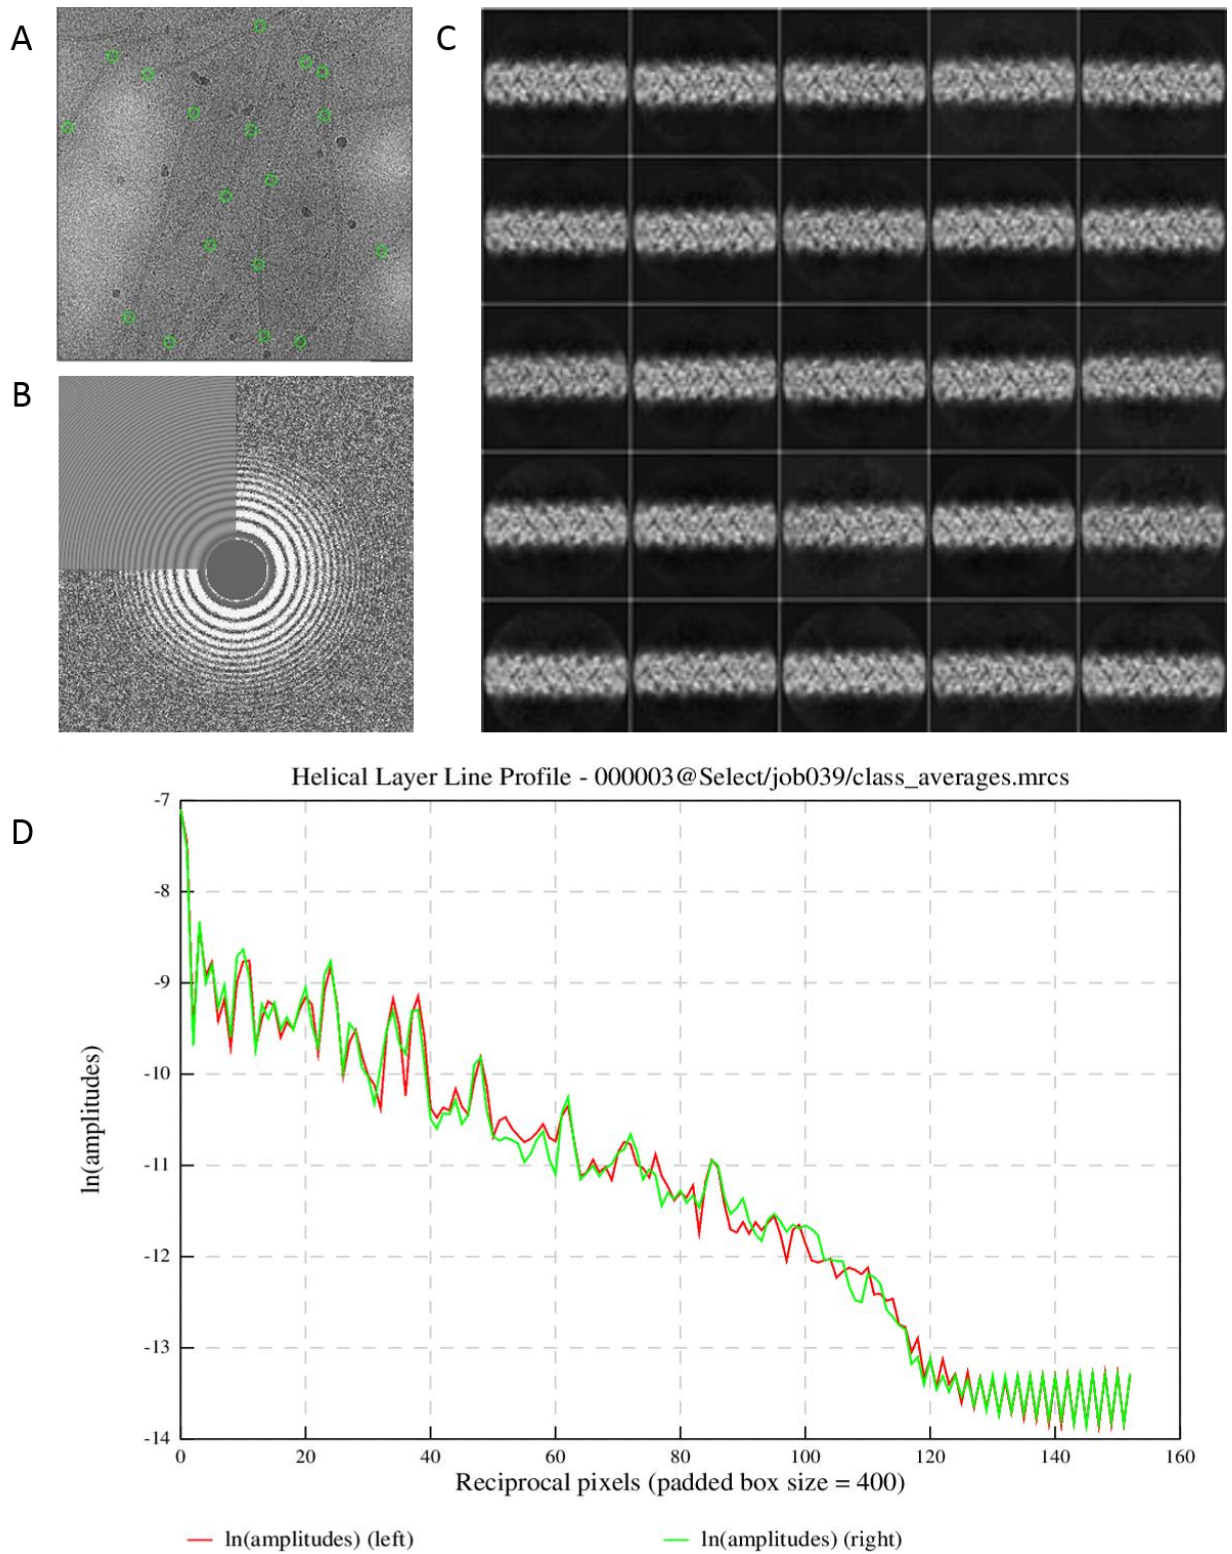 A
C
B
D
Helical Layer Line Profile - 000003@Select/job039/class_averages.mrcs
-7
-8
-9
-10
-11
-12
-13
-14
ln(amplitudes)
0 20 40 60 80 100 120 140 160
Reciprocal pixels (padded box size = 400)
ln(amplitudes) (left) ln(amplitudes) (right)